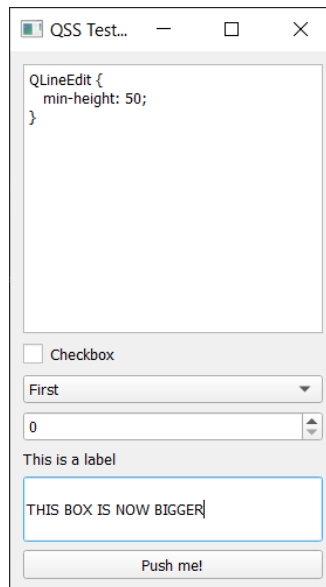 QSS Test...
QLineEdit {
min-height: 50;
}
Checkbox
First
0
This is a label
THIS BOX IS NOW BIGGER
Push me!